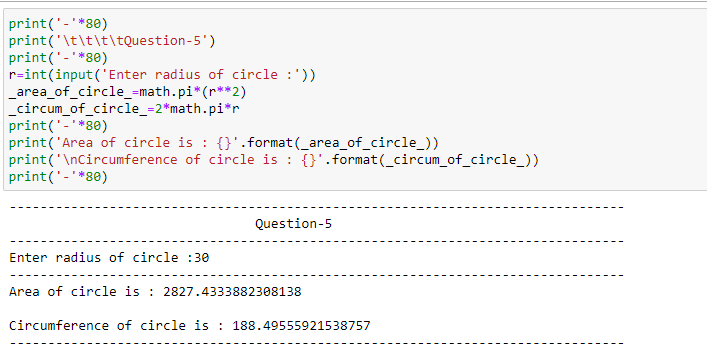 print('-'*80)
print('\t\t\t\tQuestion-5')
print('-'*80)
r=int(input('Enter radius of circle :'))
_area_of_circle_=math.pi*(r**2)
_circum_of_circle_=2*math.pi*r
print('-'*80)
print('Area of circle is : {}'.format(_area_of_circle_))
print('\nCircumference of circle is : {}'.format(_circum_of_circle_))
print('-'*80)
--------------------------------------------------------------------------------
Question-5
--------------------------------------------------------------------------------
Enter radius of circle :30
--------------------------------------------------------------------------------
Area of circle is : 2827.4333882308138
Circumference of circle is : 188.49555921538757
--------------------------------------------------------------------------------